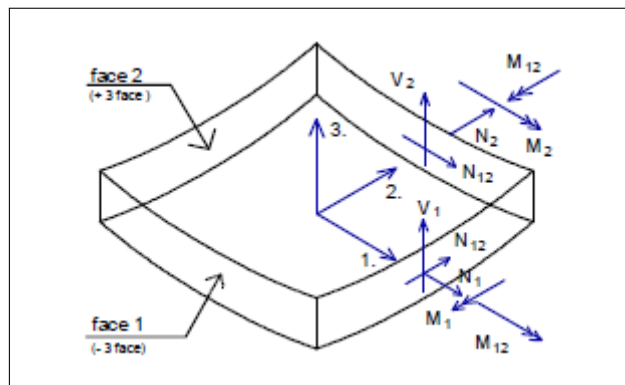 face 2
(+ 3 face )
V2
M12
N2
M2
N12
3.
2.
1.
V1
N12
N1
M1
M12
face 1
(- 3 face)